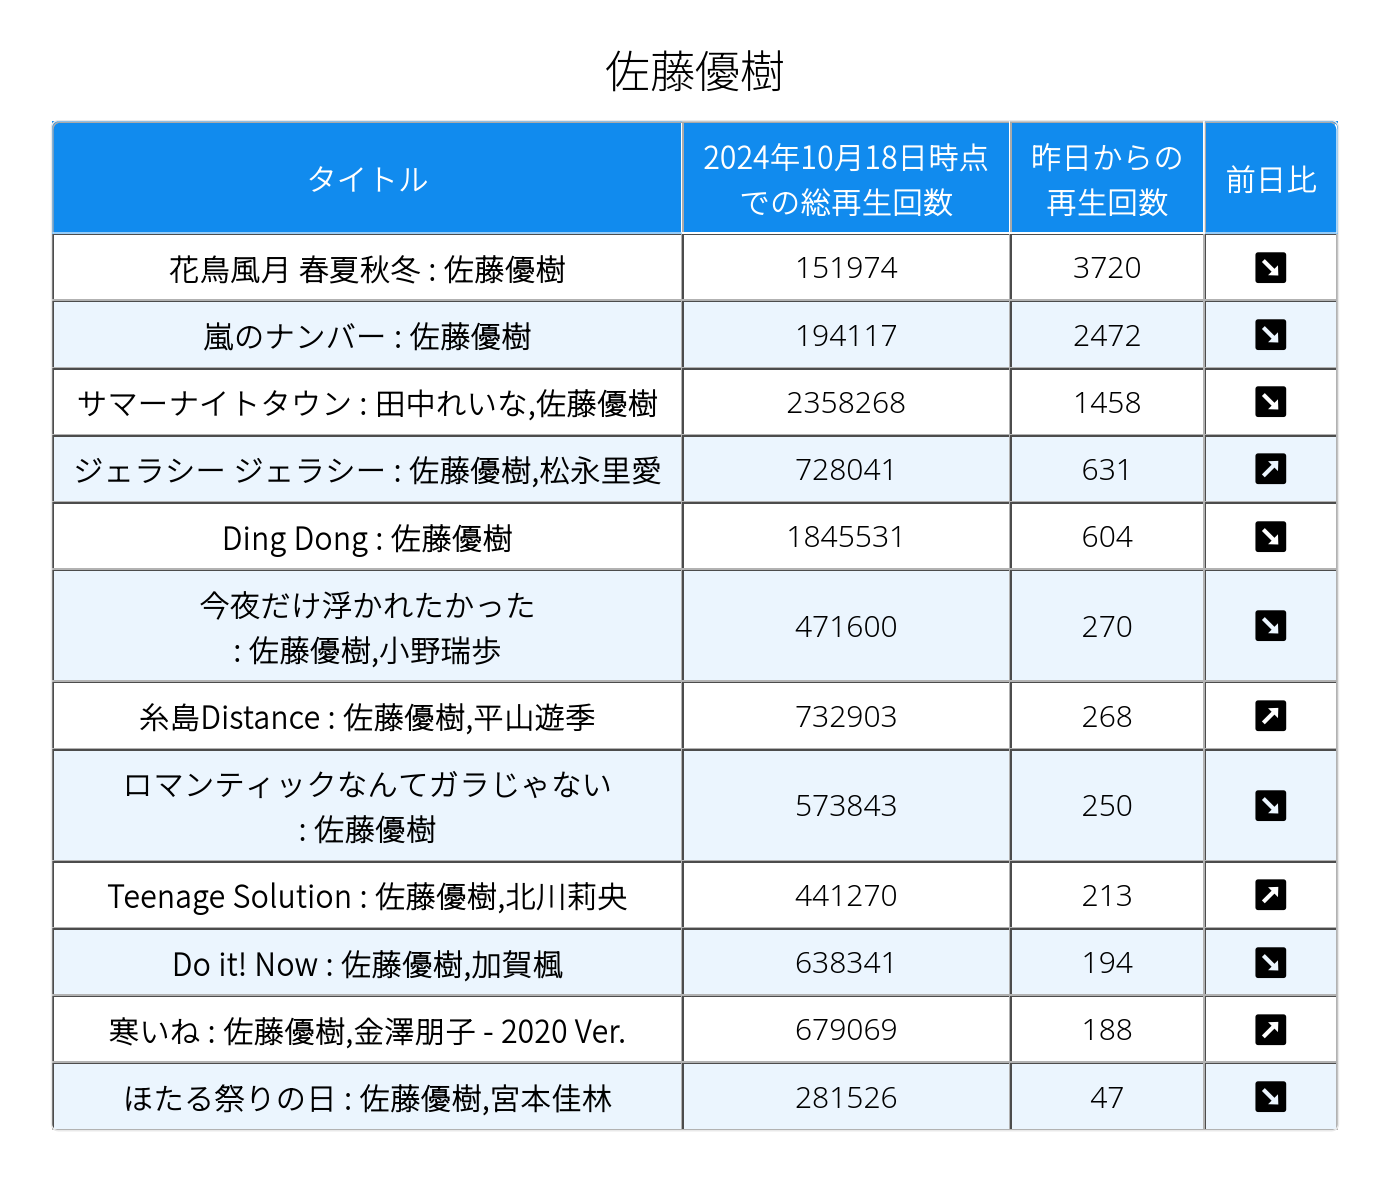 佐藤優樹
タイトル
2024年10月18日時点
での総再生回数
昨日からの
再生回数
前日比
花鳥風月 春夏秋冬 : 佐藤優樹 151974 3720 ↘
嵐のナンバー : 佐藤優樹 194117 2472 ↘
サマーナイトタウン : 田中れいな,佐藤優樹 2358268 1458 ↘
ジェラシー ジェラシー : 佐藤優樹,松永里愛 728041 631 ↗
Ding Dong : 佐藤優樹 1845531 604 ↘
今夜だけ浮かれたかった
: 佐藤優樹,小野瑞歩 471600 270 ↘
糸島Distance : 佐藤優樹,平山遊季 732903 268 ↗
ロマンティックなんてガラじゃない
: 佐藤優樹 573843 250 ↘
Teenage Solution : 佐藤優樹,北川莉央 441270 213 ↗
Do it! Now : 佐藤優樹,加賀楓 638341 194 ↘
寒いね : 佐藤優樹,金澤朋子 - 2020 Ver. 679069 188 ↗
ほたる祭りの日 : 佐藤優樹,宮本佳林 281526 47 ↘